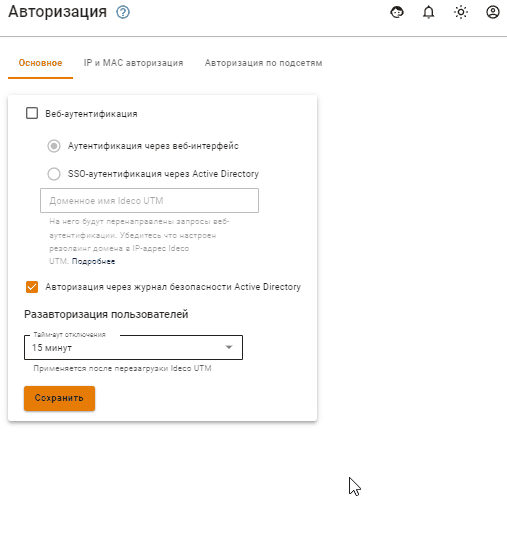 Авторизация
Основное IP и MAC авторизация Авторизация по подсетям
Веб-аутентификация
Аутентификация через веб-интерфейс
SSO-аутентификация через Active Directory
Доменное имя Ideco UTM
На него будут перенаправлены запросы веб-
аутентификации. Убедитесь что настроен
резолвинг домена в IP-адрес Ideco
UTM. Подробнее
Авторизация через журнал безопасности Active Directory
Разавторизация пользователей
Тайм-аут отключения
15 минут
Применяется после перезагрузки Ideco UTM
Сохранить